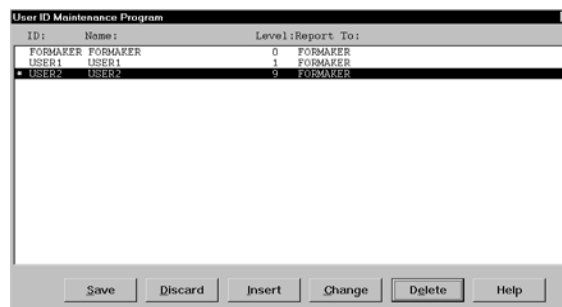 User ID Maintenance Program
ID: Name: Level:Report To:
FORMAKER FORMAKER 0 FORMAKER
USER1 USER1 1 FORMAKER
* USER2 USER2 9 FORMAKER
Save Discard Insert Change Delete Help